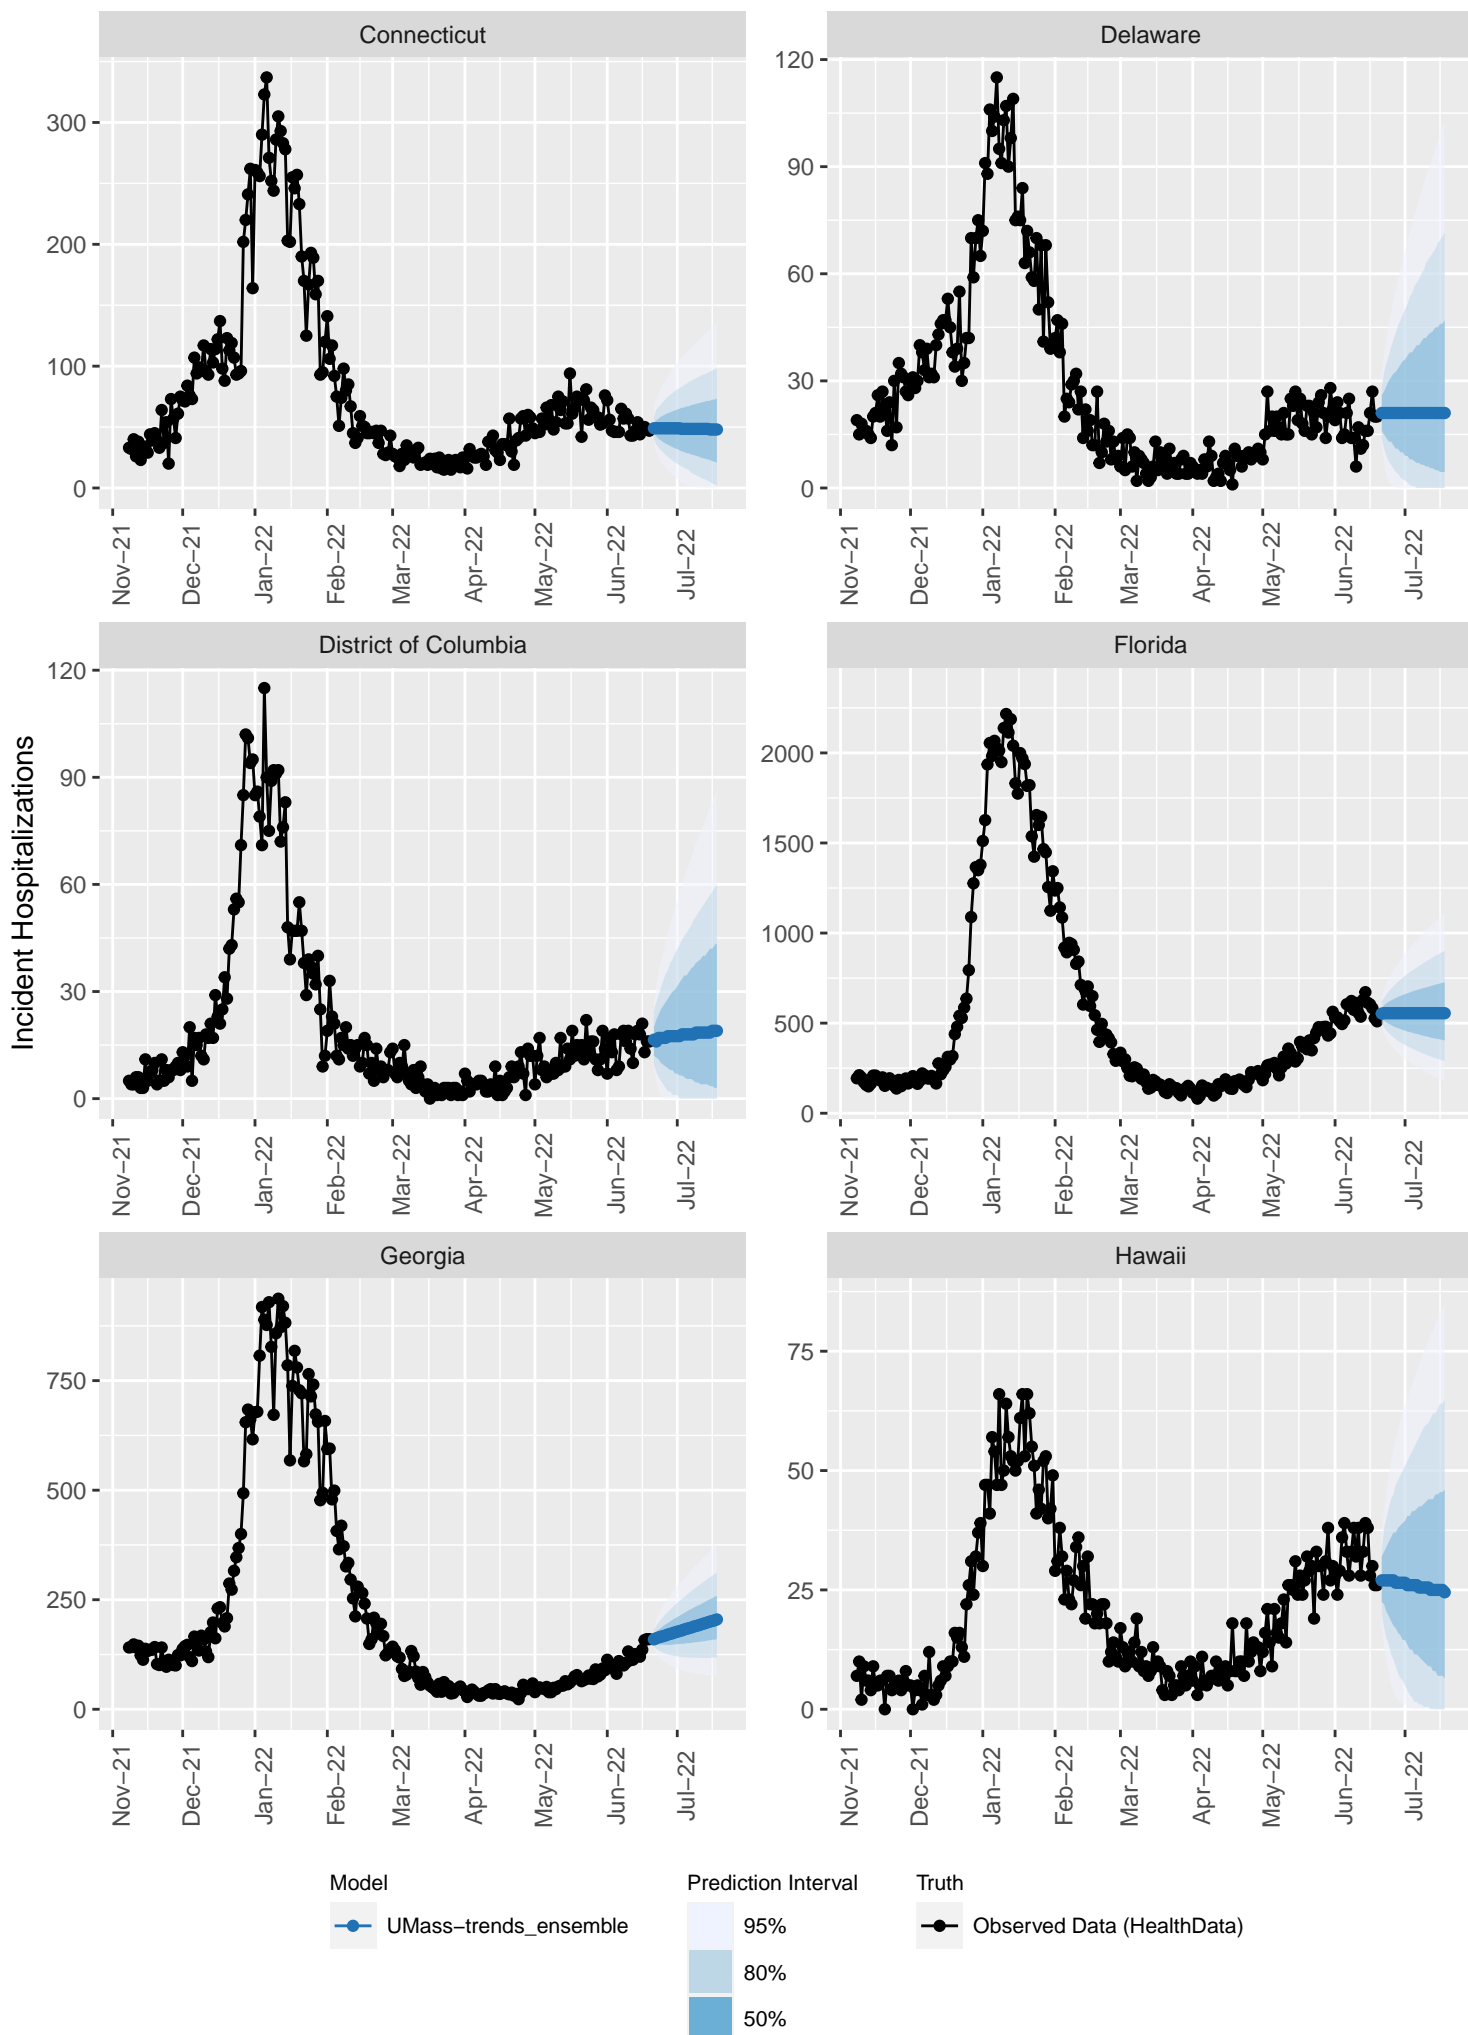 Connecticut
Delaware
300
200
100
0
120
90
60
30
0
Nov−21 Dec−21 Jan−22 Feb−22 Mar−22 Apr−22 May−22 Jun−22 Jul−22
Nov−21 Dec−21 Jan−22 Feb−22 Mar−22 Apr−22 May−22 Jun−22 Jul−22
Incident Hospitalizations
District of Columbia
Florida
120
90
60
30
0
2000
1500
1000
500
0
Nov−21 Dec−21 Jan−22 Feb−22 Mar−22 Apr−22 May−22 Jun−22 Jul−22
Nov−21 Dec−21 Jan−22 Feb−22 Mar−22 Apr−22 May−22 Jun−22 Jul−22
Georgia
Hawaii
750
500
250
0
75
50
25
0
Nov−21 Dec−21 Jan−22 Feb−22 Mar−22 Apr−22 May−22 Jun−22 Jul−22
Nov−21 Dec−21 Jan−22 Feb−22 Mar−22 Apr−22 May−22 Jun−22 Jul−22
Model
UMass−trends_ensemble
Prediction Interval
95%
80%
50%
Truth
Observed Data (HealthData)